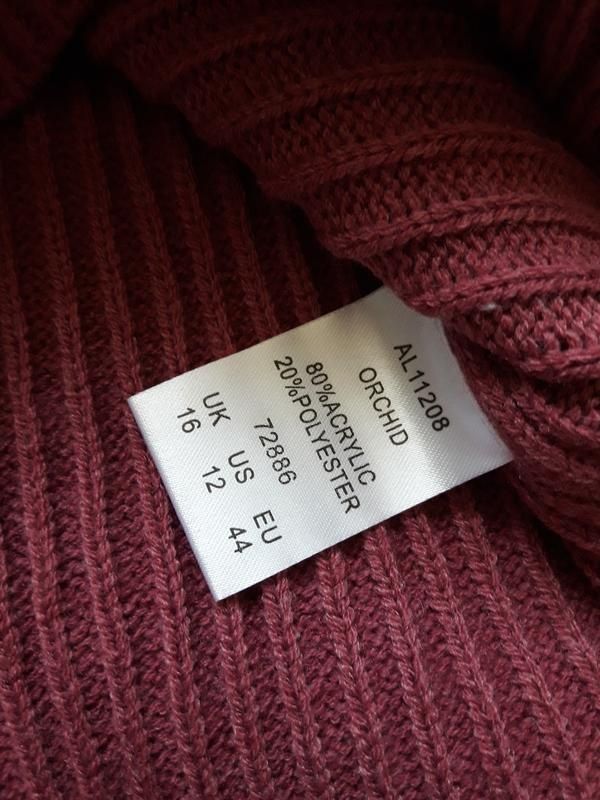 AL11208
ORCHID
80%ACRYLIC
20%POLYESTER
72886
UK US EU
16 12 44